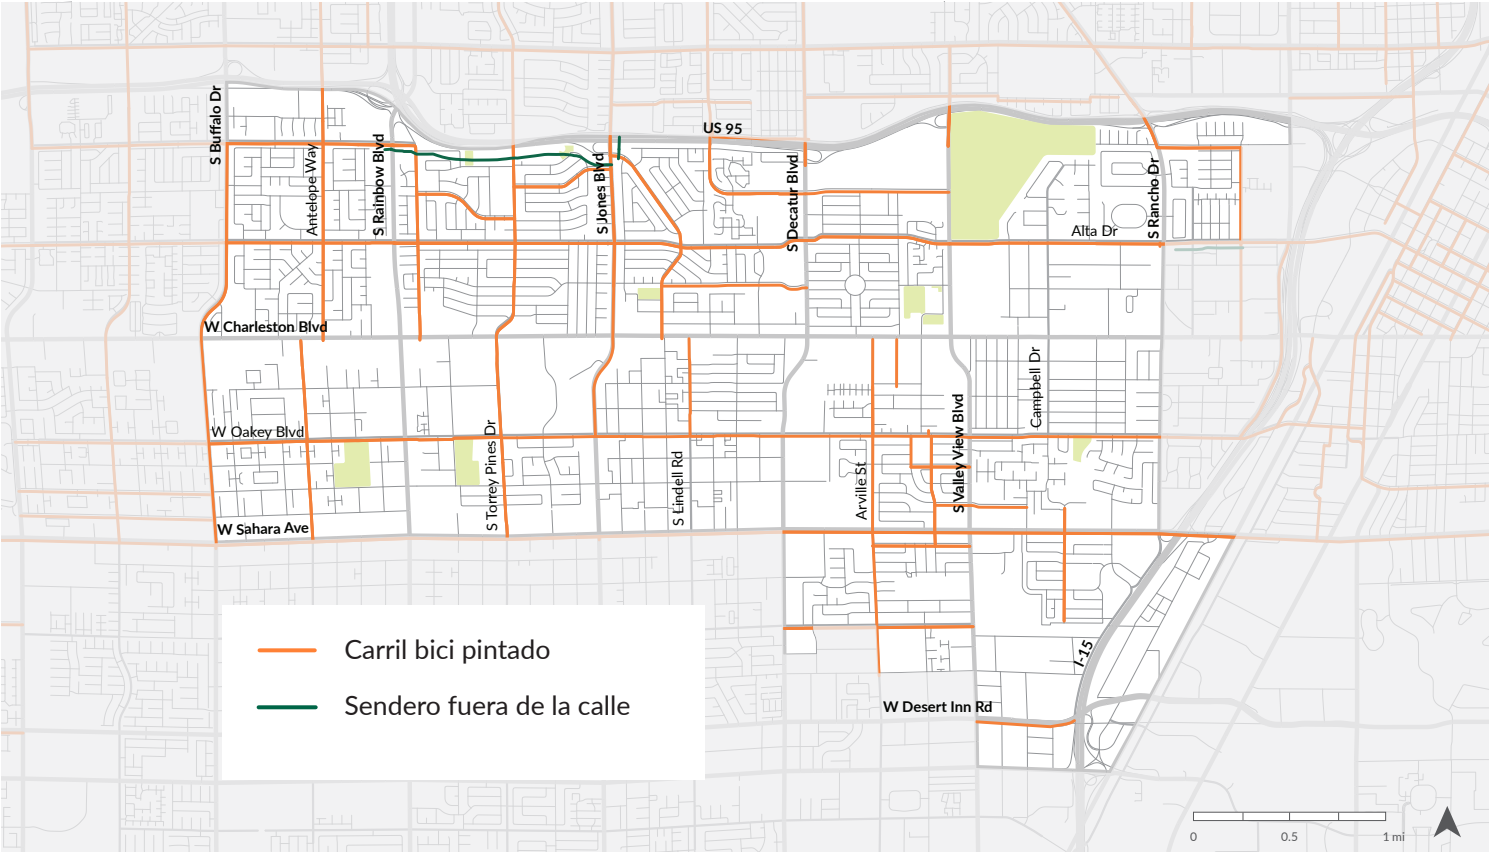 US 95
S Buffalo Dr
Antelope Way
S Rainbow Blvd
S Jones Blvd
S Decatur Blvd
S Rancho Dr
Alta Dr
W Charleston Blvd
Campbell Dr
W Oakey Blvd
S Torrey Pines Dr
S Lindell Rd
Arville St
S Valley View Blvd
W Sahara Ave
I-15
W Desert Inn Rd
Carril bici pintado
Sendero fuera de la calle
0 0.5 1 mi